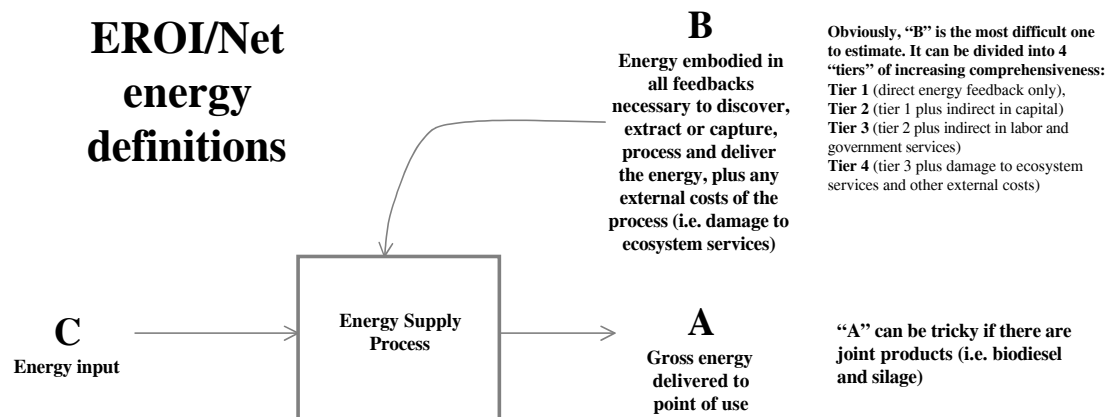 EROI/Net
energy
definitions
B
Energy embodied in
all feedbacks
necessary to discover,
extract or capture,
process and deliver
the energy, plus any
external costs of the
process (i.e. damage to
ecosystem services)
Obviously, “B” is the most difficult one
to estimate. It can be divided into 4
“tiers” of increasing comprehensiveness:
Tier 1 (direct energy feedback only),
Tier 2 (tier 1 plus indirect in capital)
Tier 3 (tier 2 plus indirect in labor and
government services)
Tier 4 (tier 3 plus damage to ecosystem
services and other external costs)
C
Energy input
Energy Supply
Process
A
Gross energy
delivered to
point of use
“A” can be tricky if there are
joint products (i.e. biodiesel
and silage)